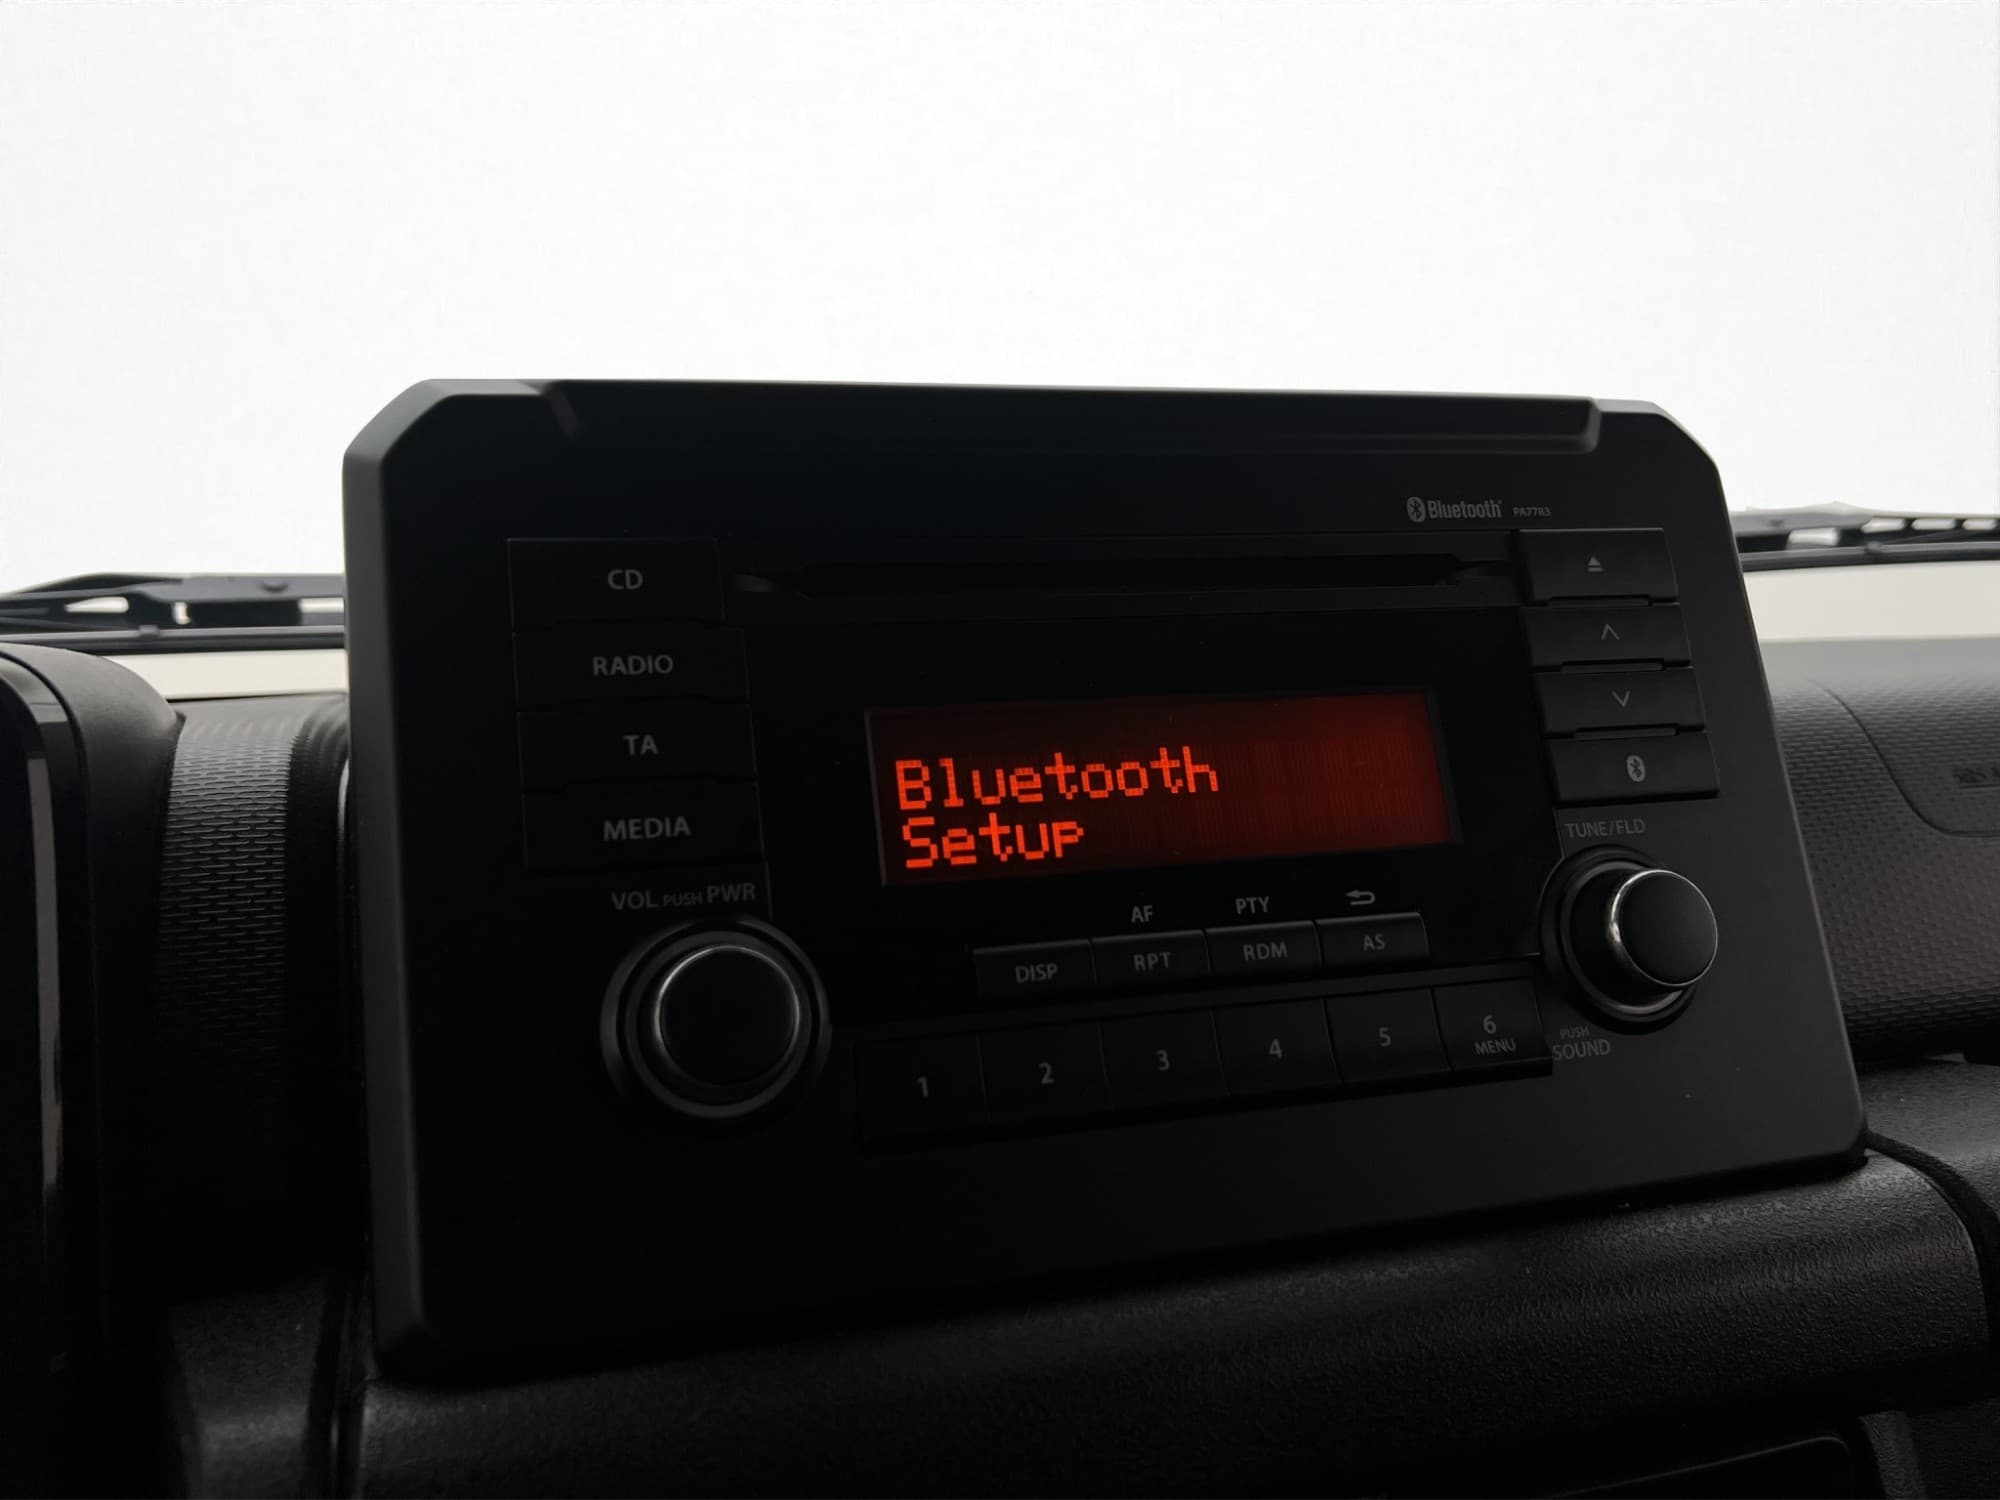 Bluetooth PA77R3
CD
RADIO
TA
MEDIA
VOL PUSH PWR
Bluetooth
Setup
TUNE/FLD
AF PTY
DISP RPT RDM AS
1 2 3 4 5 6
MENU
PUSH
SOUND